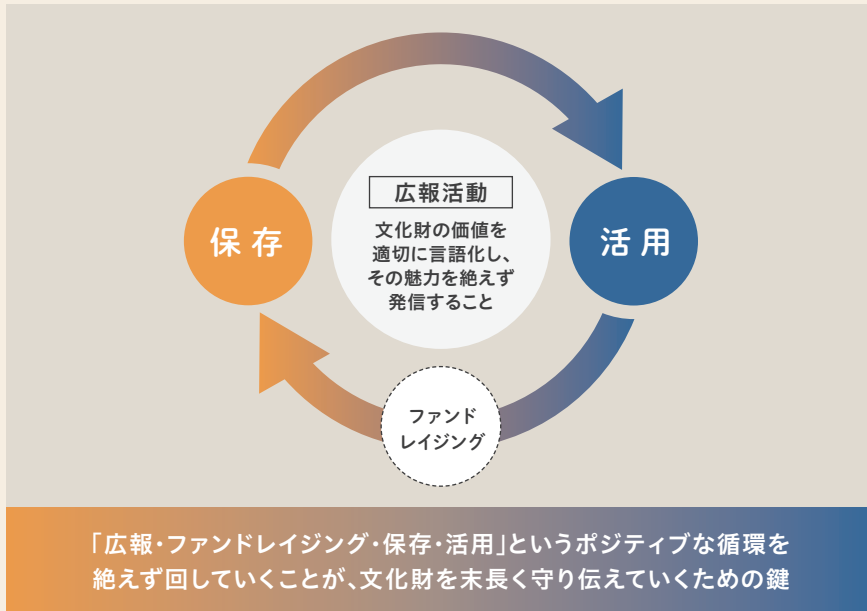 広報活動
文化財の価値を
適切に言語化し、
その魅力を絶えず
発信すること
保存
活用
ファンド
レイジング
「広報・ファンドレイジング・保存・活用」というポジティブな循環を
絶えず回していくことが、文化財を末長く守り伝えていくための鍵